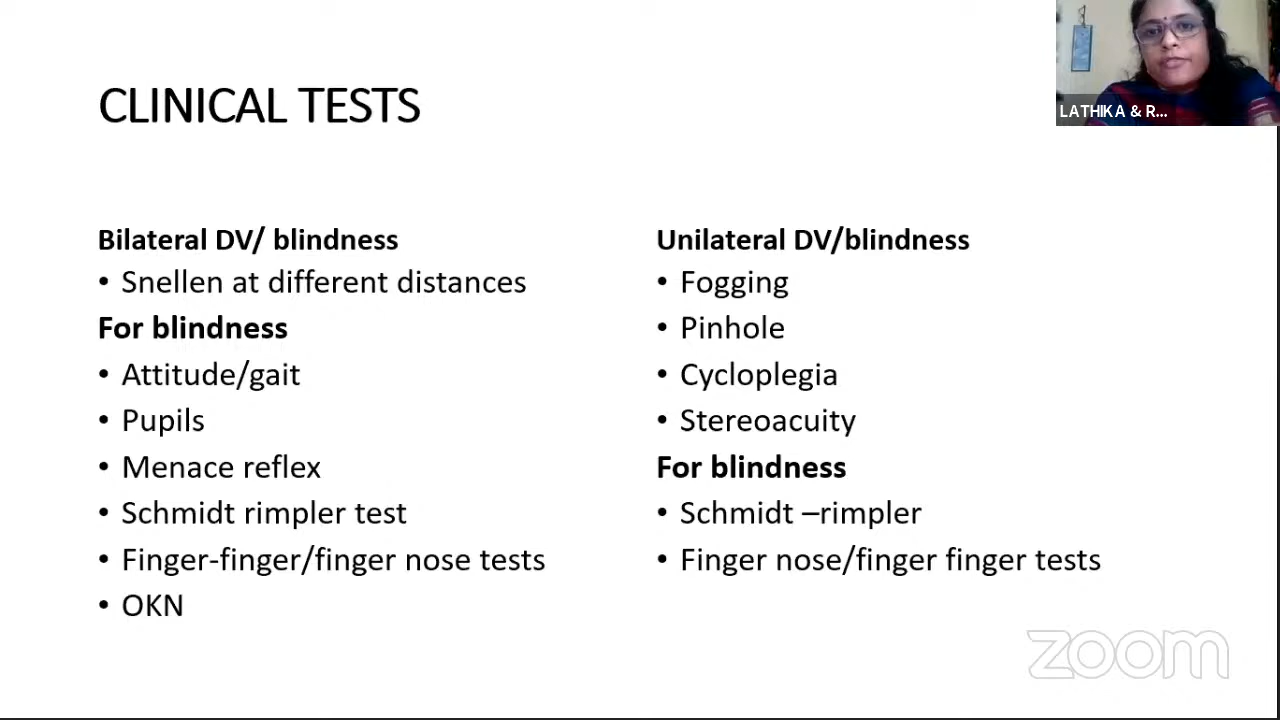 CLINICAL TESTS
LATHIKA & R...
Bilateral DV/ blindness
• Snellen at different distances
For blindness
• Attitude/gait
• Pupils
• Menace reflex
• Schmidt rimpler test
• Finger-finger/finger nose tests
• OKN
Unilateral DV/blindness
• Fogging
• Pinhole
• Cycloplegia
• Stereoacuity
For blindness
• Schmidt –rimpler
• Finger nose/finger finger tests
zoom